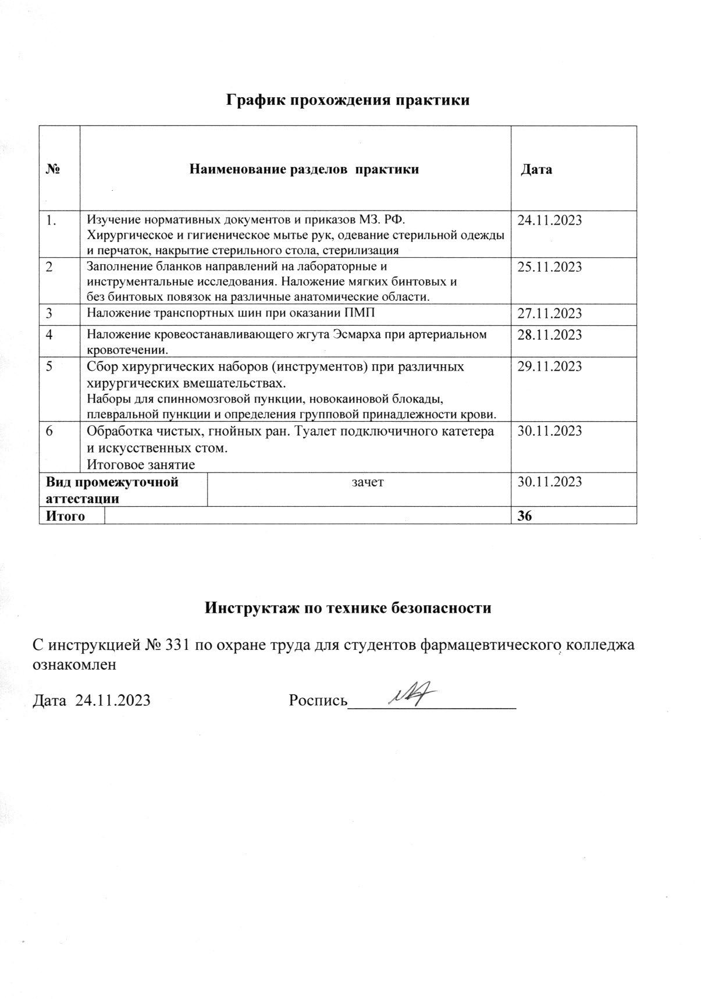 График прохождения практики
№ Наименование разделов практики Дата
1. Изучение нормативных документов и приказов МЗ. РФ. 24.11.2023
Хирургическое и гигиеническое мытье рук, одевание стерильной одежды
и перчаток, накрытие стерильного стола, стерилизация
2 Заполнение бланков направлений на лабораторные и 25.11.2023
инструментальные исследования. Наложение мягких бинтовых и
без бинтовых повязок на различные анатомические области.
3 Наложение транспортных шин при оказании ПМП 27.11.2023
4 Наложение кровеостанавливающего жгута Эсмарха при артериальном 28.11.2023
кровотечении.
5 Сбор хирургических наборов (инструментов) при различных 29.11.2023
хирургических вмешательствах.
Наборы для спинномозговой пункции, новокаиновой блокады,
плевральной пункции и определения групповой принадлежности крови.
6 Обработка чистых, гнойных ран. Туалет подключичного катетера 30.11.2023
и искусственных стом.
Итоговое занятие
Вид промежуточной зачет 30.11.2023
аттестации
Итого 36
Инструктаж по технике безопасности
С инструкцией № 331 по охране труда для студентов фармацевтического колледжа
ознакомлен
Дата 24.11.2023 Роспись